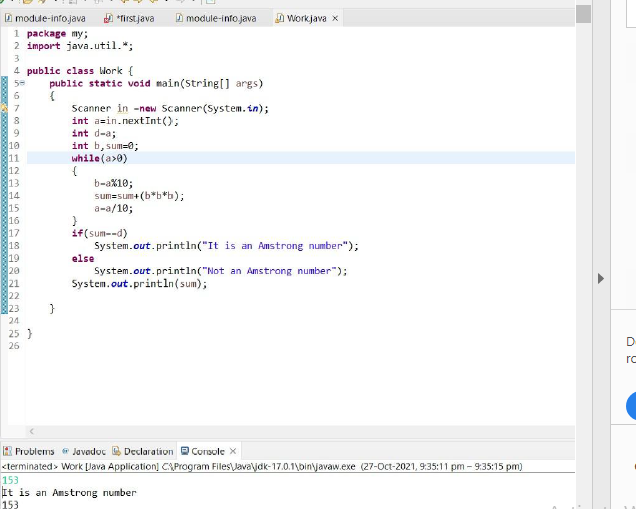 module-info.java *first.java module-info.java Work.java
1 package my;
2 import java.util.*;
3
4 public class Work {
5 public static void main(String[] args)
6 {
7 Scanner in =new Scanner(System.in);
8 int a=in.nextInt();
9 int d=a;
10 int b,sum=0;
11 while(a>0)
12 {
13 b=a%10;
14 sum=sum+(b*b*b);
15 a=a/10;
16 }
17 if(sum==d)
18 System.out.println("It is an Amstrong number");
19 else
20 System.out.println("Not an Amstrong number");
21 System.out.println(sum);
22
23 }
24
25 }
26
Problems Javadoc Declaration Console
<terminated> Work [Java Application] C:\Program Files\Java\jdk-17.0.1\bin\javaw.exe (27-Oct-2021, 9:35:11 pm – 9:35:15 pm)
153
It is an Amstrong number
153